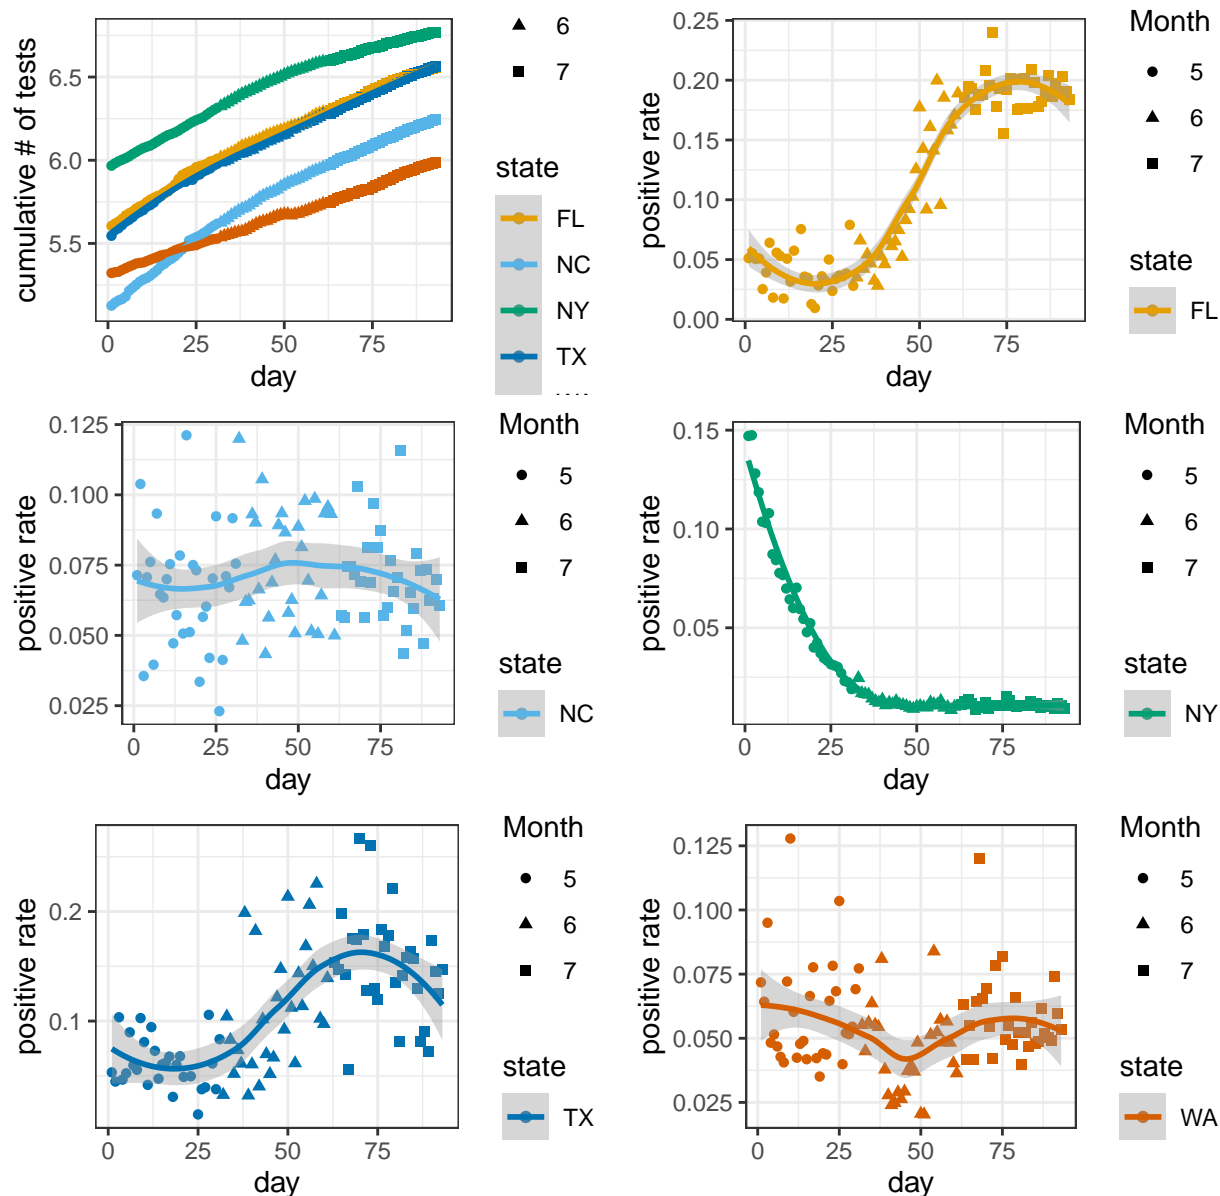 cumulative # of tests
6.5
6.0
5.5
0
25
50
75
day
6
7
state
FL
NC
NY
TX
positive rate
0.25
0.20
0.15
0.10
0.05
0.00
0
25
50
75
day
Month
5
6
7
state
FL
positive rate
0.125
0.100
0.075
0.050
0.025
0
25
50
75
day
Month
5
6
7
state
NC
positive rate
0.15
0.10
0.05
0
25
50
75
day
Month
5
6
7
state
NY
positive rate
0.2
0.1
0
25
50
75
day
Month
5
6
7
state
TX
positive rate
0.125
0.100
0.075
0.050
0.025
0
25
50
75
day
Month
5
6
7
state
WA